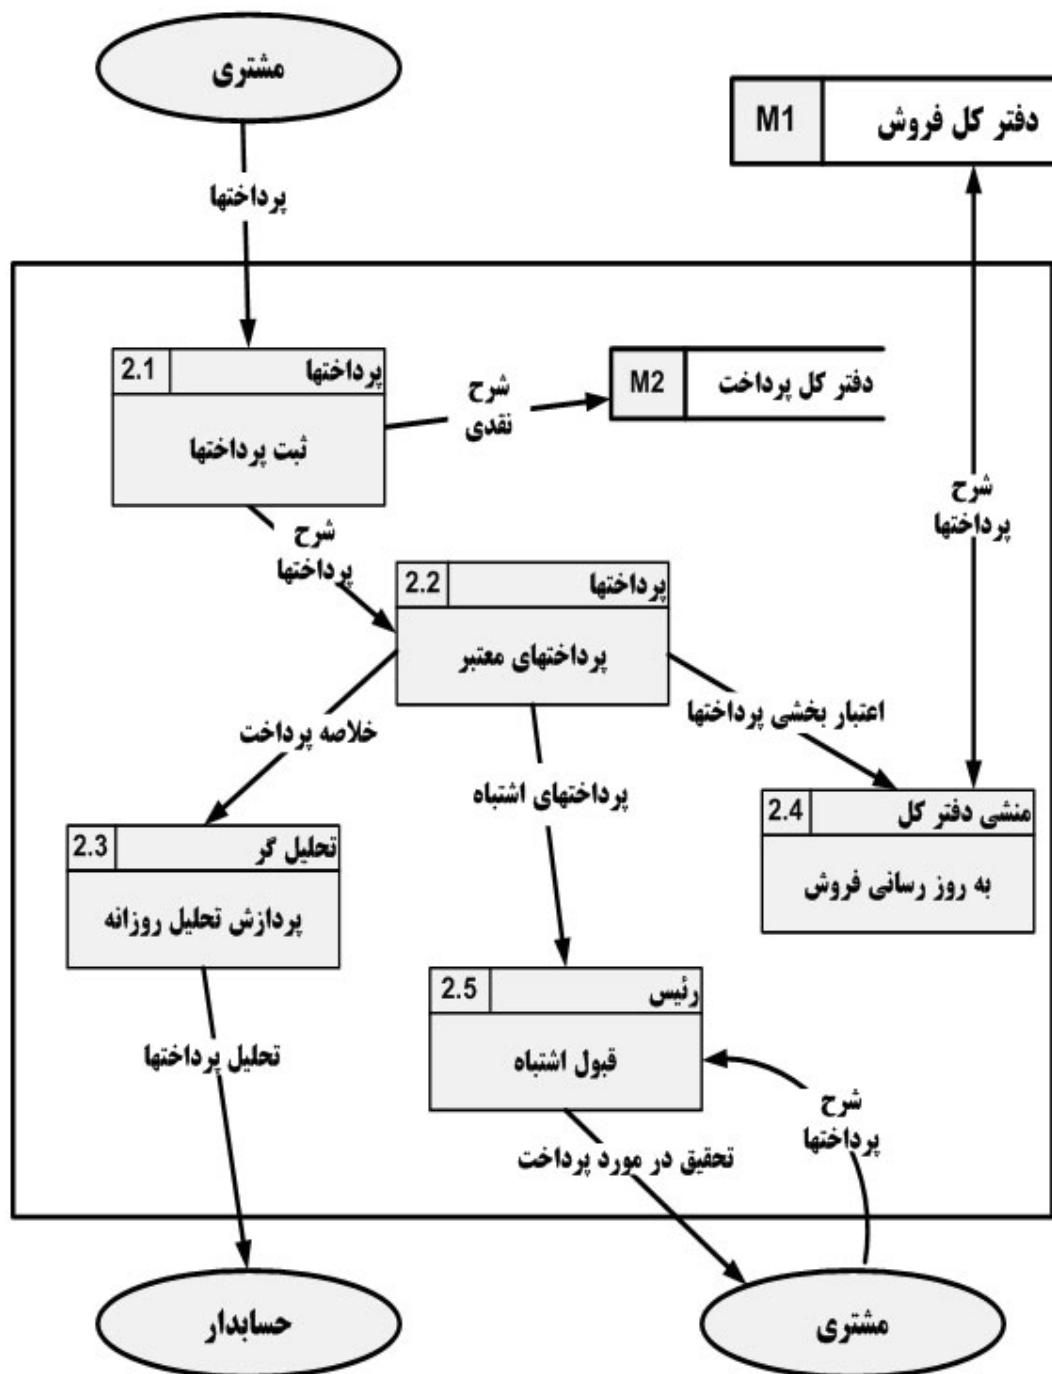 مشتری
M1
دفتر کل فروش
پرداختها
2.1
پرداختها
ثبت پرداختها
شرح
نقدی
M2
دفتر کل پرداخت
شرح
پرداختها
شرح
پرداختها
2.2
پرداختها
پرداختهای معتبر
خلاصه پرداخت
پرداختهای اشتباه
اعتبار بخشی پرداختها
2.3
تحلیل گر
پردازش تحلیل روزانه
2.4
منشی دفتر کل
به روز رسانی فروش
2.5
رئیس
قبول اشتباه
تحلیل پرداختها
تحقیق در مورد پرداخت
شرح
پرداختها
حسابدار
مشتری